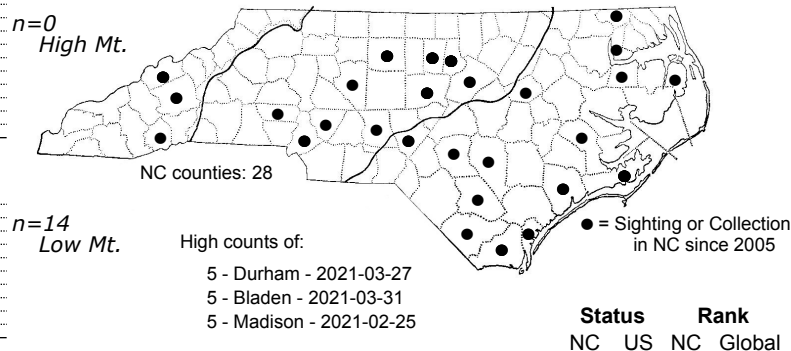 n=0
High Mt.
NC counties: 28
n=14
Low Mt.
High counts of:
5 - Durham - 2021-03-27
5 - Bladen - 2021-03-31
5 - Madison - 2021-02-25
● = Sighting or Collection
in NC since 2005
Status Rank
NC US NC Global